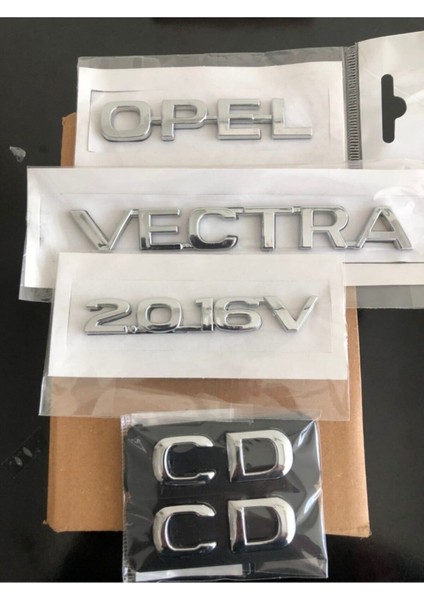 OPEL
VECTRA
2.0 16V
CD
CD